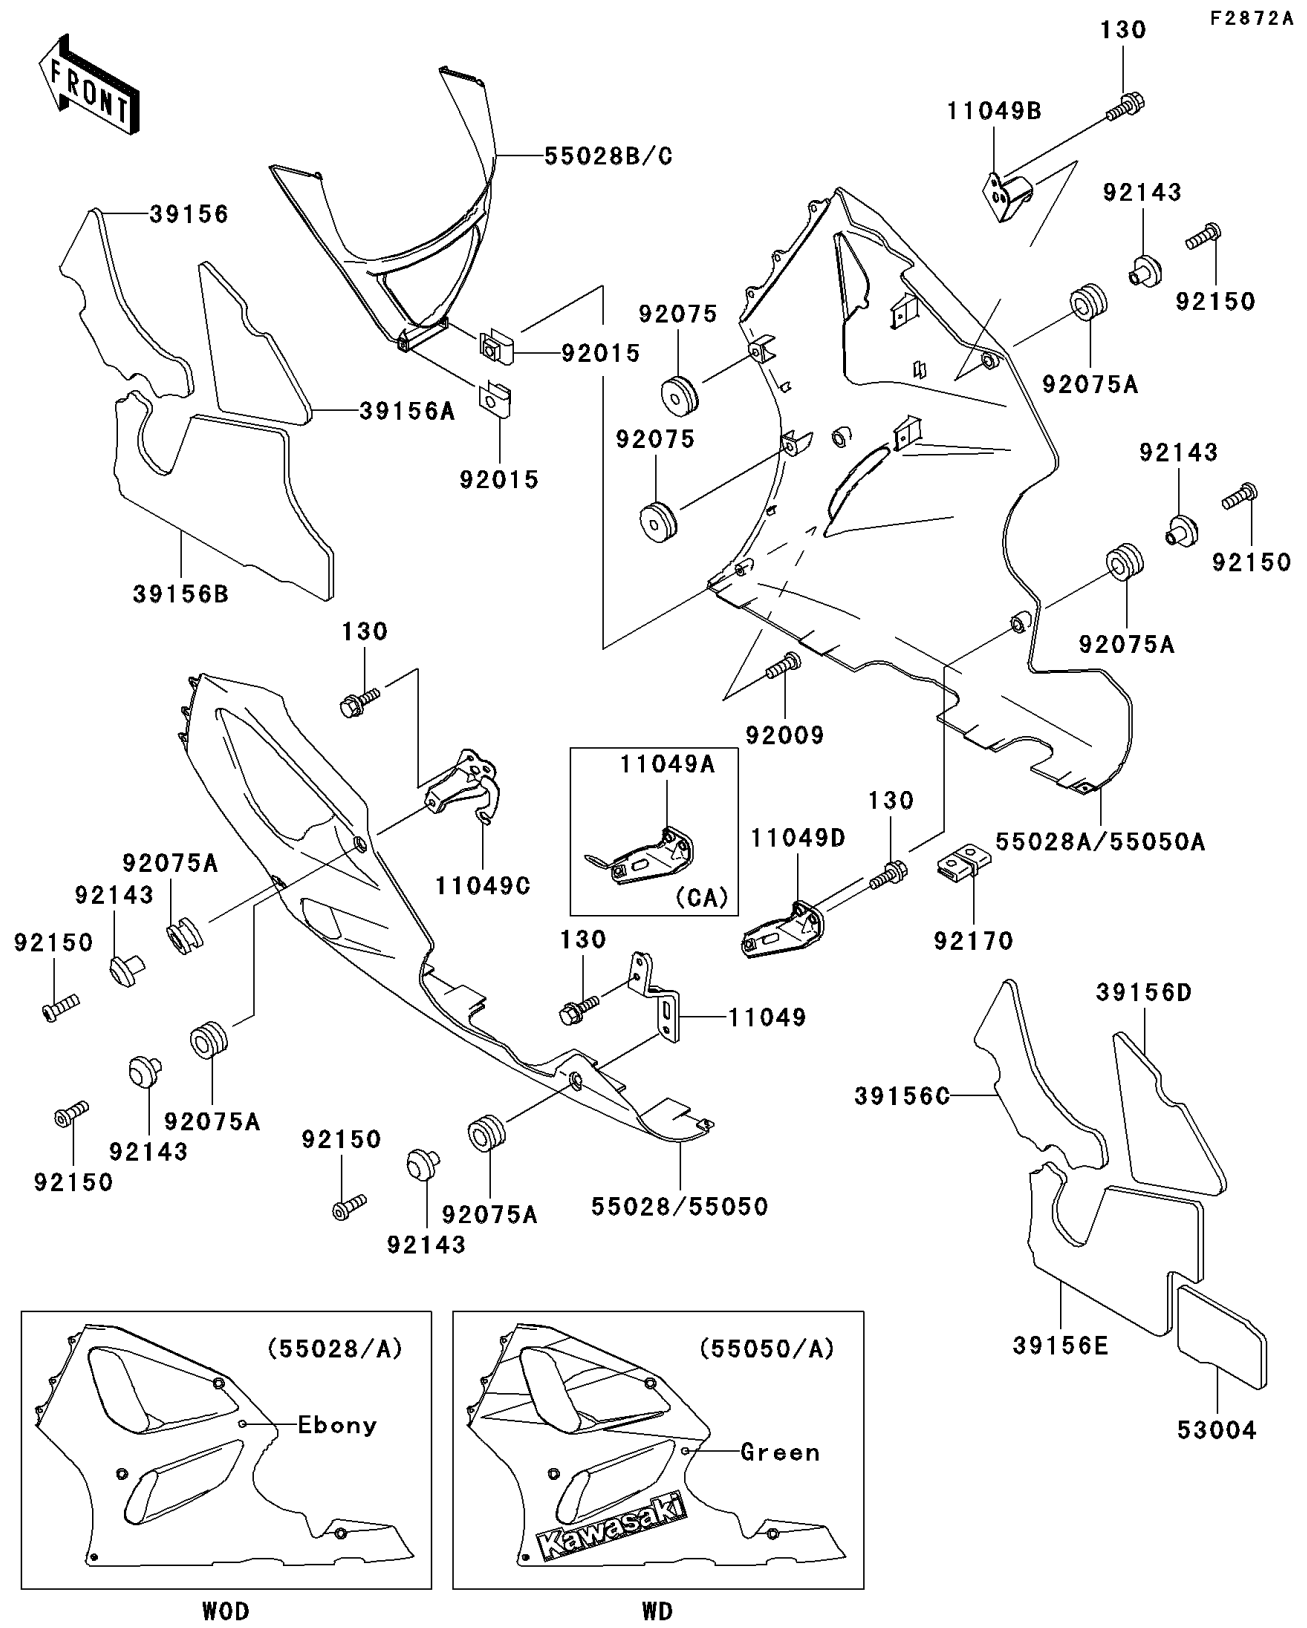 F2872A
130
FRONT
11049B
55028B/C
92143
39156
92150
92075
92015
92075A
39156A
92075
92143
92015
92150
39156B
130
92075A
92009
11049A
130
11049D
55028A/55050A
92075A
11049C
92143
(CA)
92150
130
92170
39156D
11049
39156C
92075A
92150
92143
92150
55028/55050
92075A
92143
39156E
(55028/A)
(55050/A)
Ebony
53004
Green
Kawasaki
WOD
WD